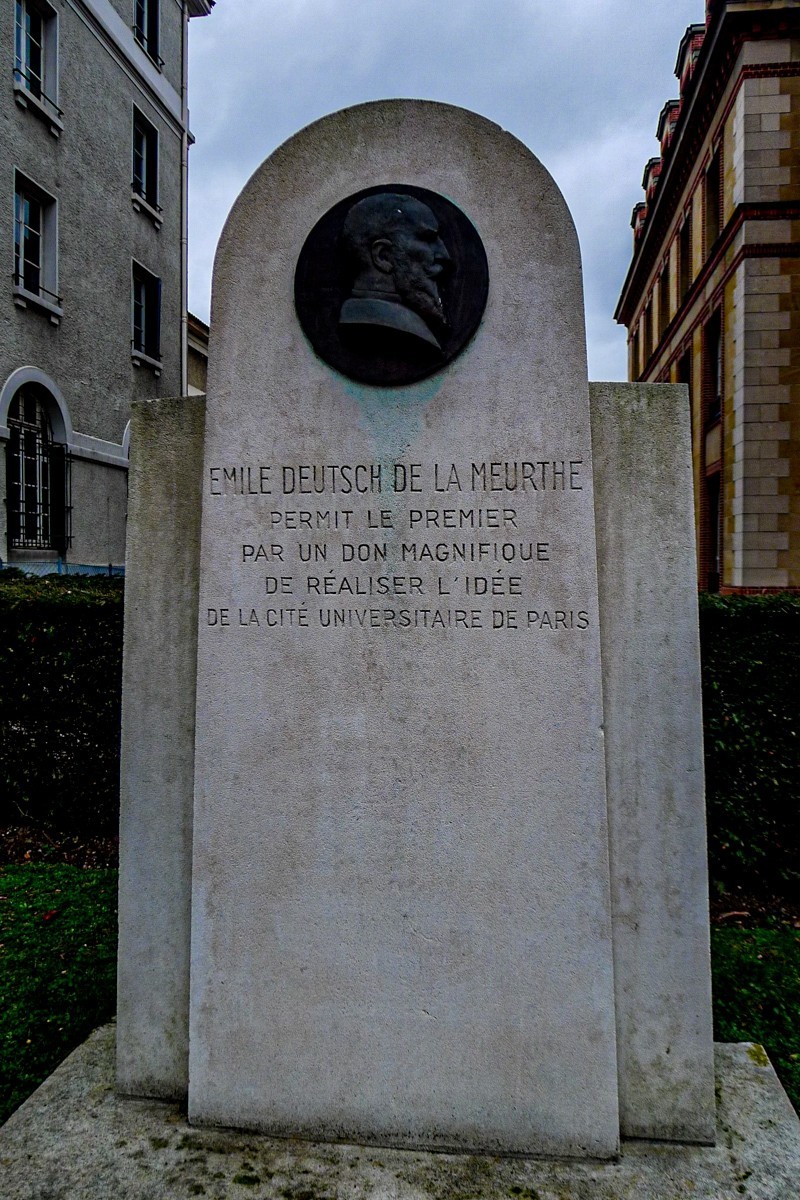 EMILE DEUTSCH DE LA MEURTHE
PERMIT LE PREMIER
PAR UN DON MAGNIFIQUE
DE RÉALISER L'IDÉE
DE LA CITÉ UNIVERSITAIRE DE PARIS